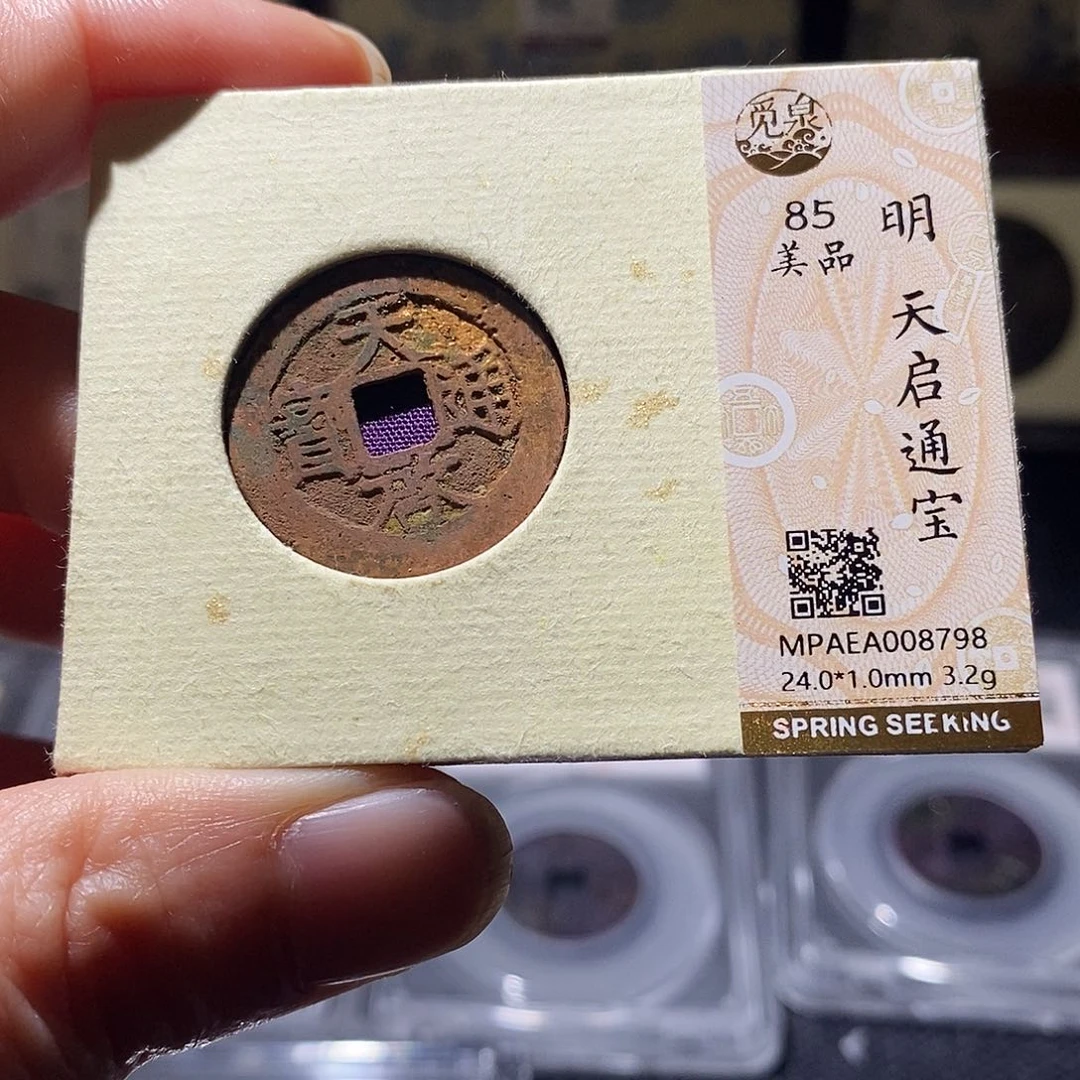 天啓通寶
觅泉
85
美品
明
天启通宝
MPAEA008798
24.0*1.0mm 3.2g
SPRING SEEKING